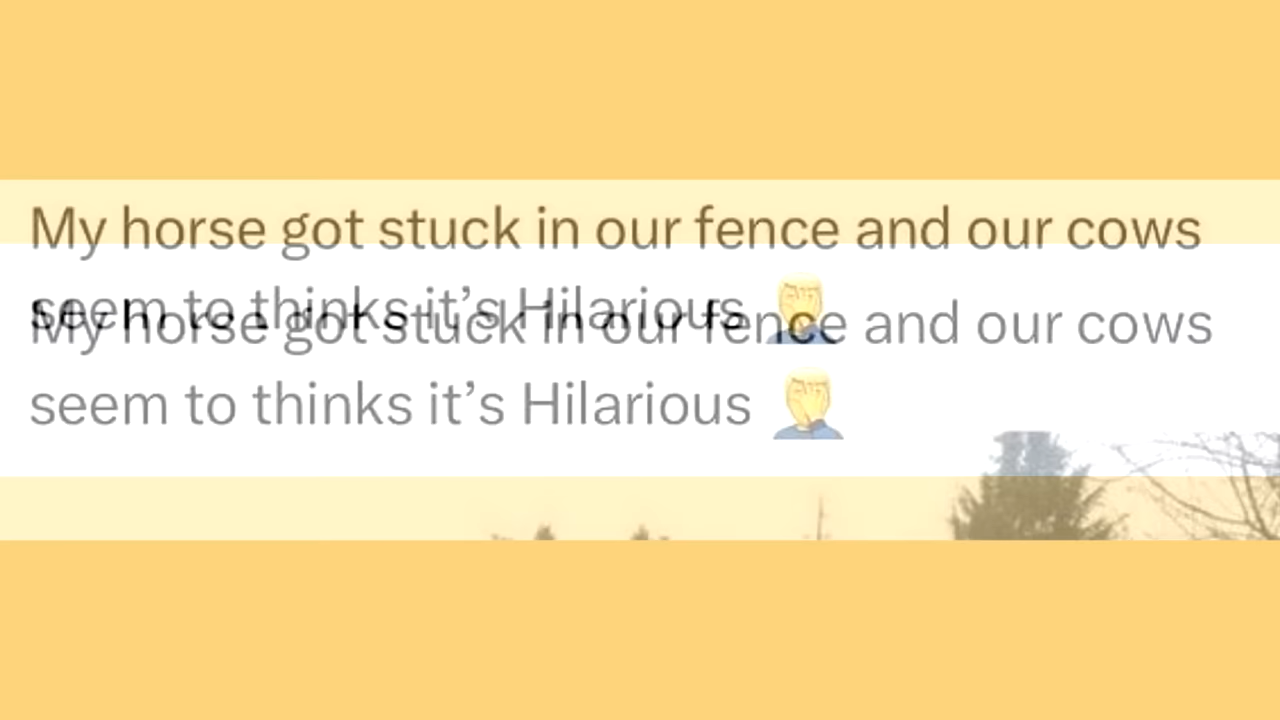 My horse got stuck in our fence and our cows
seem to thinks it’s Hilarious 🤦‍♂️
My horse got stuck in our fence and our cows
seem to thinks it’s Hilarious 🤦‍♂️